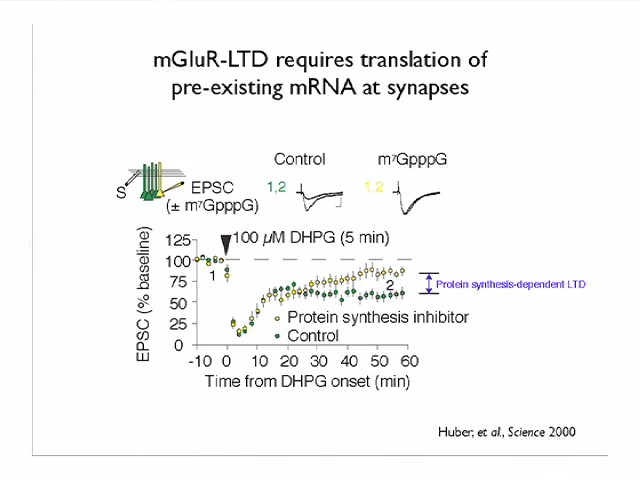 mGluR-LTD requires translation of
pre-existing mRNA at synapses
Control
m⁷GpppG
S
EPSC
(± m⁷GpppG)
1,2
1,2
100 µM DHPG (5 min)
EPSC (% baseline)
125
100
75
50
25
0
1
2
Protein synthesis-dependent LTD
Protein synthesis inhibitor
Control
-10 0 10 20 30 40 50 60
Time from DHPG onset (min)
Huber, et al., Science 2000